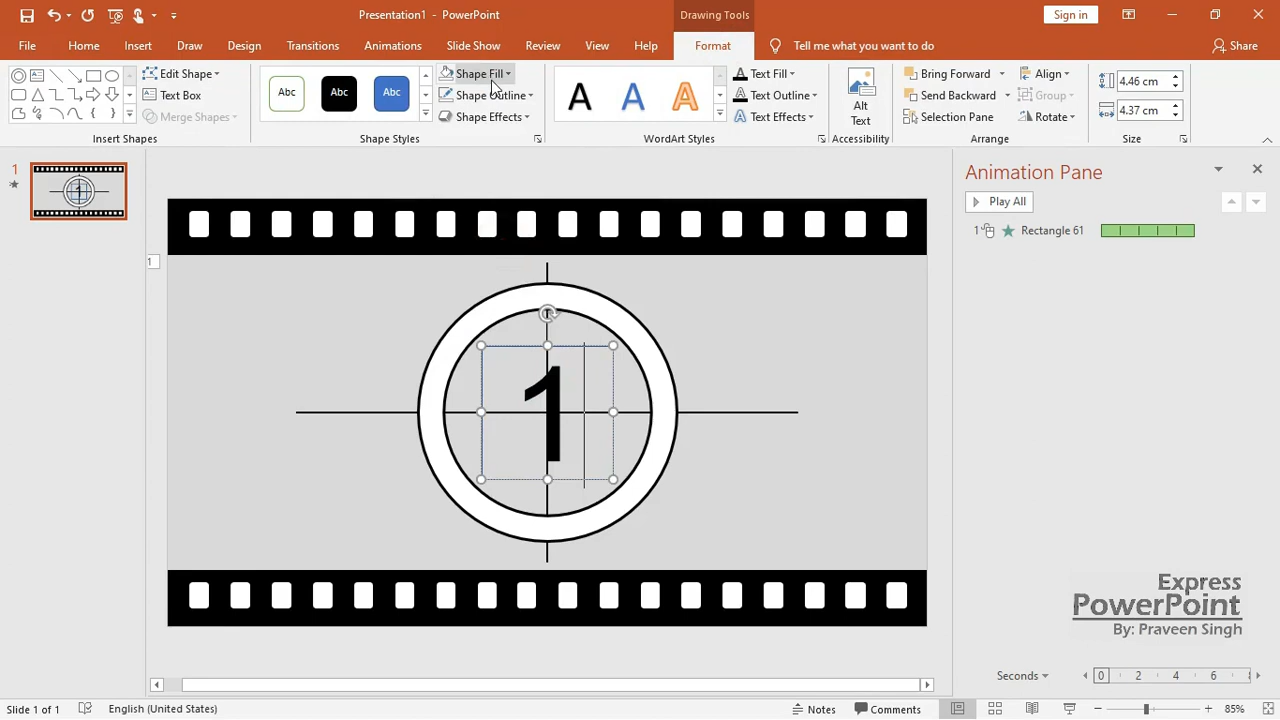 Presentation1 - PowerPoint
Drawing Tools
Sign in
File
Home
Insert
Draw
Design
Transitions
Animations
Slide Show
Review
View
Help
Format
Tell me what you want to do
Share
Edit Shape
Text Box
Merge Shapes
Insert Shapes
Abc
Abc
Abc
Shape Fill
Shape Outline
Shape Effects
Shape Styles
A
A
A
Text Fill
Text Outline
Text Effects
WordArt Styles
Alt
Text
Accessibility
Bring Forward
Send Backward
Selection Pane
Align
Group
Rotate
Arrange
4.46 cm
4.37 cm
Size
1
1
1
1
Animation Pane
Play All
1 Rectangle 61
Express
PowerPoint
By: Praveen Singh
Seconds
0 2 4 6
Slide 1 of 1
English (United States)
Notes
Comments
85%